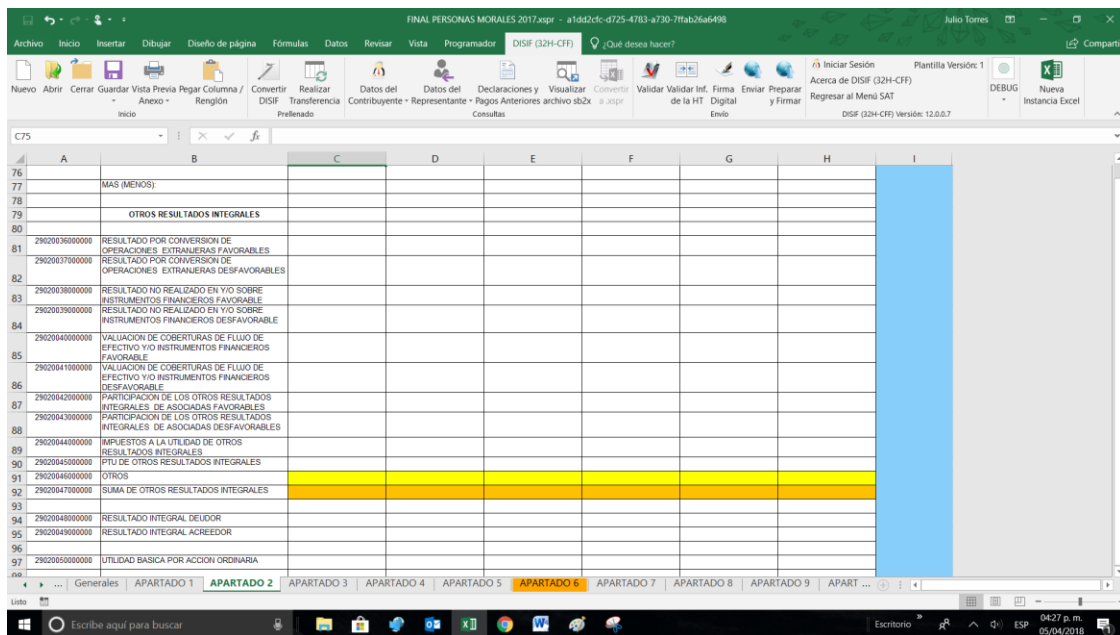 FINAL PERSONAS MORALES 2017.xspr - a1dd2cfc-d725-4783-a730-7ffab26a6498
Julio Torres
Archivo Inicio Insertar Dibujar Diseño de página Fórmulas Datos Revisar Vista Programador DISIF (32H-CFF) ¿Qué desea hacer? Comparti
Nuevo Abrir Cerrar Guardar Vista Previa Pegar Columna / Convertir Realizar Datos del Datos del Declaraciones y Visualizar Convertir Validar Validar Inf. Firma Enviar Preparar
Anexo Renglón DISIF Transferencia Contribuyente Representante Pagos Anteriores archivo sb2x a .xspr de la HT Digital y Firmar
Iniciar Sesión Plantilla Versión: 1
Acerca de DISIF (32H-CFF)
Regresar al Menú SAT
DEBUG Nueva
Instancia Excel
Inicio Prellenado Consultas Envio DISIF (32H-CFF) Versión: 12.0.0.7
C75 fx
A B C D E F G H I
76
77 MAS (MENOS):
78
79 OTROS RESULTADOS INTEGRALES
80
81 29020036000000 RESULTADO POR CONVERSION DE
OPERACIONES EXTRANJERAS FAVORABLES
82 29020037000000 RESULTADO POR CONVERSION DE
OPERACIONES EXTRANJERAS DESFAVORABLES
83 29020038000000 RESULTADO NO REALIZADO EN Y/O SOBRE
INSTRUMENTOS FINANCIEROS FAVORABLE
84 29020039000000 RESULTADO NO REALIZADO EN Y/O SOBRE
INSTRUMENTOS FINANCIEROS DESFAVORABLE
85 29020040000000 VALUACION DE COBERTURAS DE FLUJO DE
EFECTIVO Y/O INSTRUMENTOS FINANCIEROS
FAVORABLE
86 29020041000000 VALUACION DE COBERTURAS DE FLUJO DE
EFECTIVO Y/O INSTRUMENTOS FINANCIEROS
DESFAVORABLE
87 29020042000000 PARTICIPACION DE LOS OTROS RESULTADOS
INTEGRALES DE ASOCIADAS FAVORABLES
88 29020043000000 PARTICIPACION DE LOS OTROS RESULTADOS
INTEGRALES DE ASOCIADAS DESFAVORABLES
89 29020044000000 IMPUESTOS A LA UTILIDAD DE OTROS
RESULTADOS INTEGRALES
90 29020045000000 PTU DE OTROS RESULTADOS INTEGRALES
91 29020046000000 OTROS
92 29020047000000 SUMA DE OTROS RESULTADOS INTEGRALES
93
94 29020048000000 RESULTADO INTEGRAL DEUDOR
95 29020049000000 RESULTADO INTEGRAL ACREEDOR
96
97 29020050000000 UTILIDAD BASICA POR ACCION ORDINARIA
98
... Generales APARTADO 1 APARTADO 2 APARTADO 3 APARTADO 4 APARTADO 5 APARTADO 6 APARTADO 7 APARTADO 8 APARTADO 9 APART ...
Listo
Escribe aquí para buscar Escritorio ESP 04:27 p. m.
05/04/2018